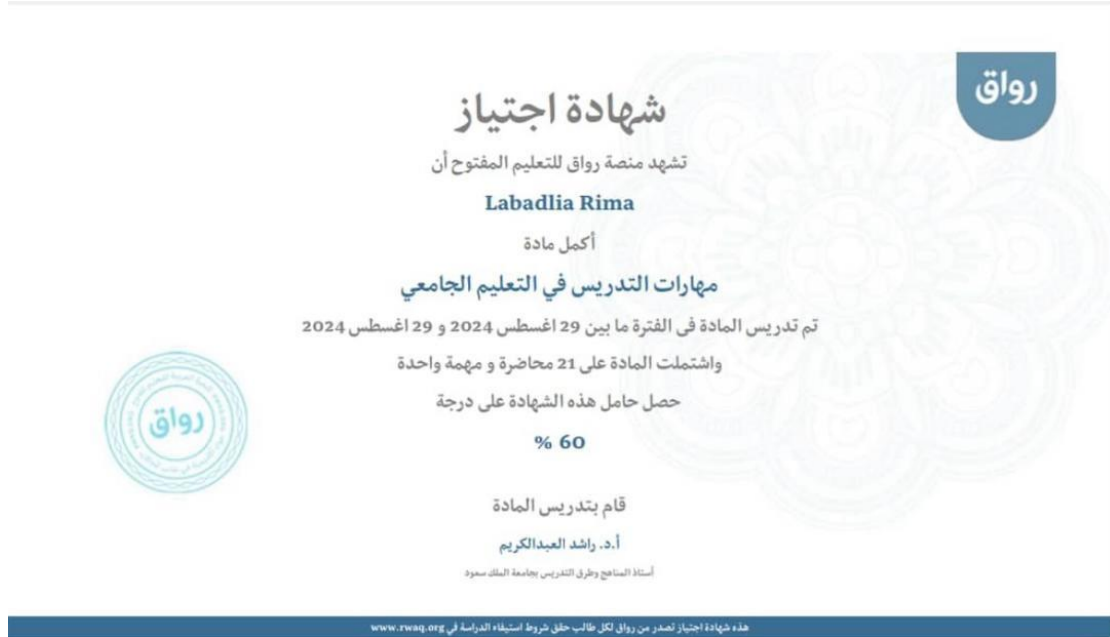 رواق
شهادة اجتياز
تشهد منصة رواق للتعليم المفتوح أن
Labadlia Rima
أكمل مادة
مهارات التدريس في التعليم الجامعي
تم تدريس المادة فى الفترة ما بين 29 اغسطس 2024 و 29 اغسطس 2024
واشتملت المادة على 21 محاضرة و مهمة واحدة
حصل حامل هذه الشهادة على درجة
% 60
رواق
قام بتدريس المادة
أ.د. راشد العبدالكريم
أستاذ المناهج وطرق التدريس بجامعة الملك سعود
هذه شهادة اجتياز تصدر من رواق لكل طالب حقق شروط استيفاء الدراسة في www.rwaq.org